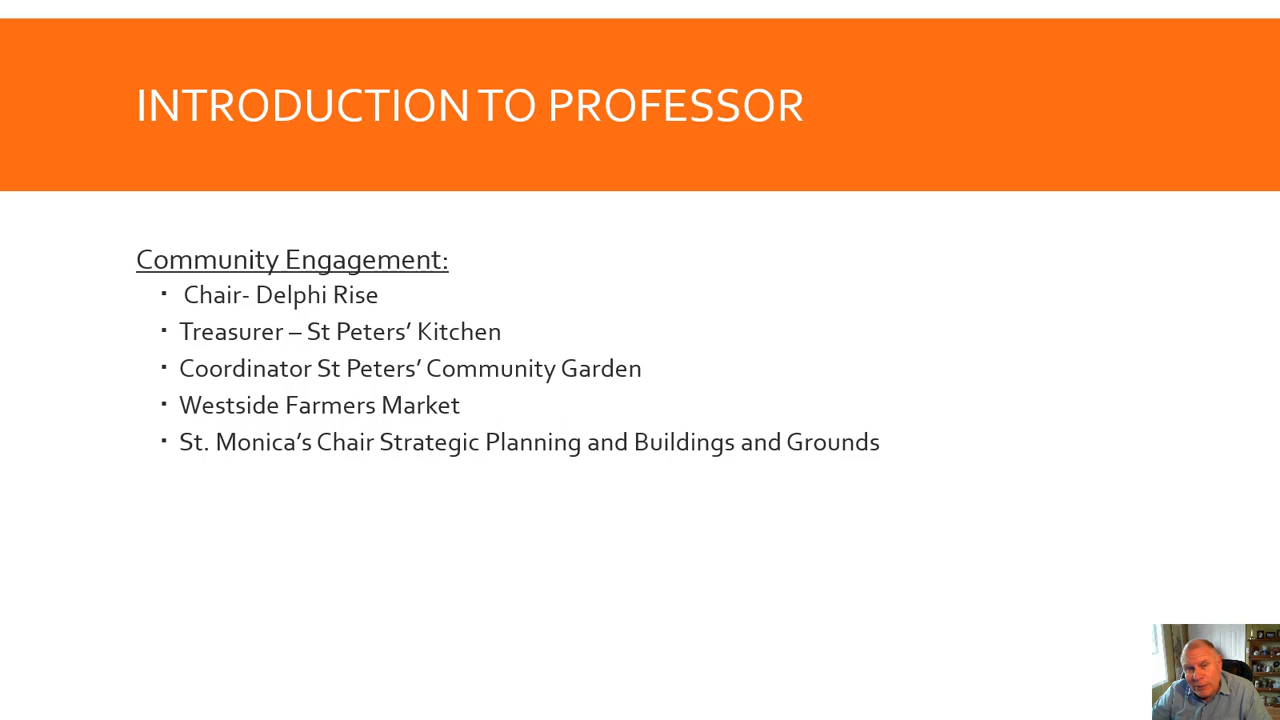 INTRODUCTION TO PROFESSOR
Community Engagement:
▪ Chair- Delphi Rise
▪ Treasurer – St Peters’ Kitchen
▪ Coordinator St Peters’ Community Garden
▪ Westside Farmers Market
▪ St. Monica’s Chair Strategic Planning and Buildings and Grounds